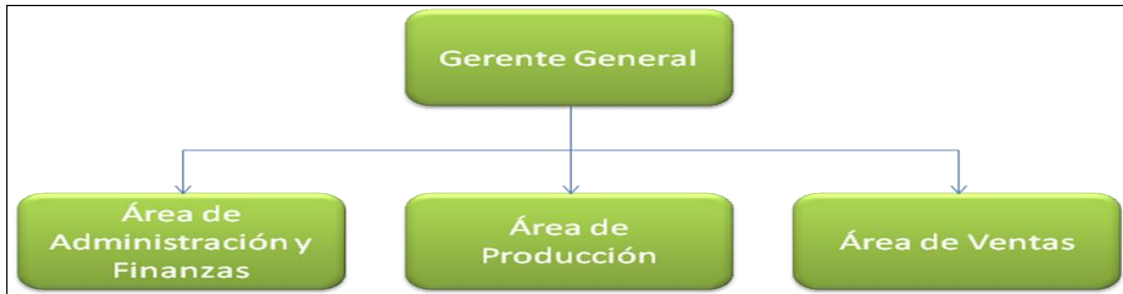 Gerente General
Área de
Administración y
Finanzas
Área de
Producción
Área de Ventas